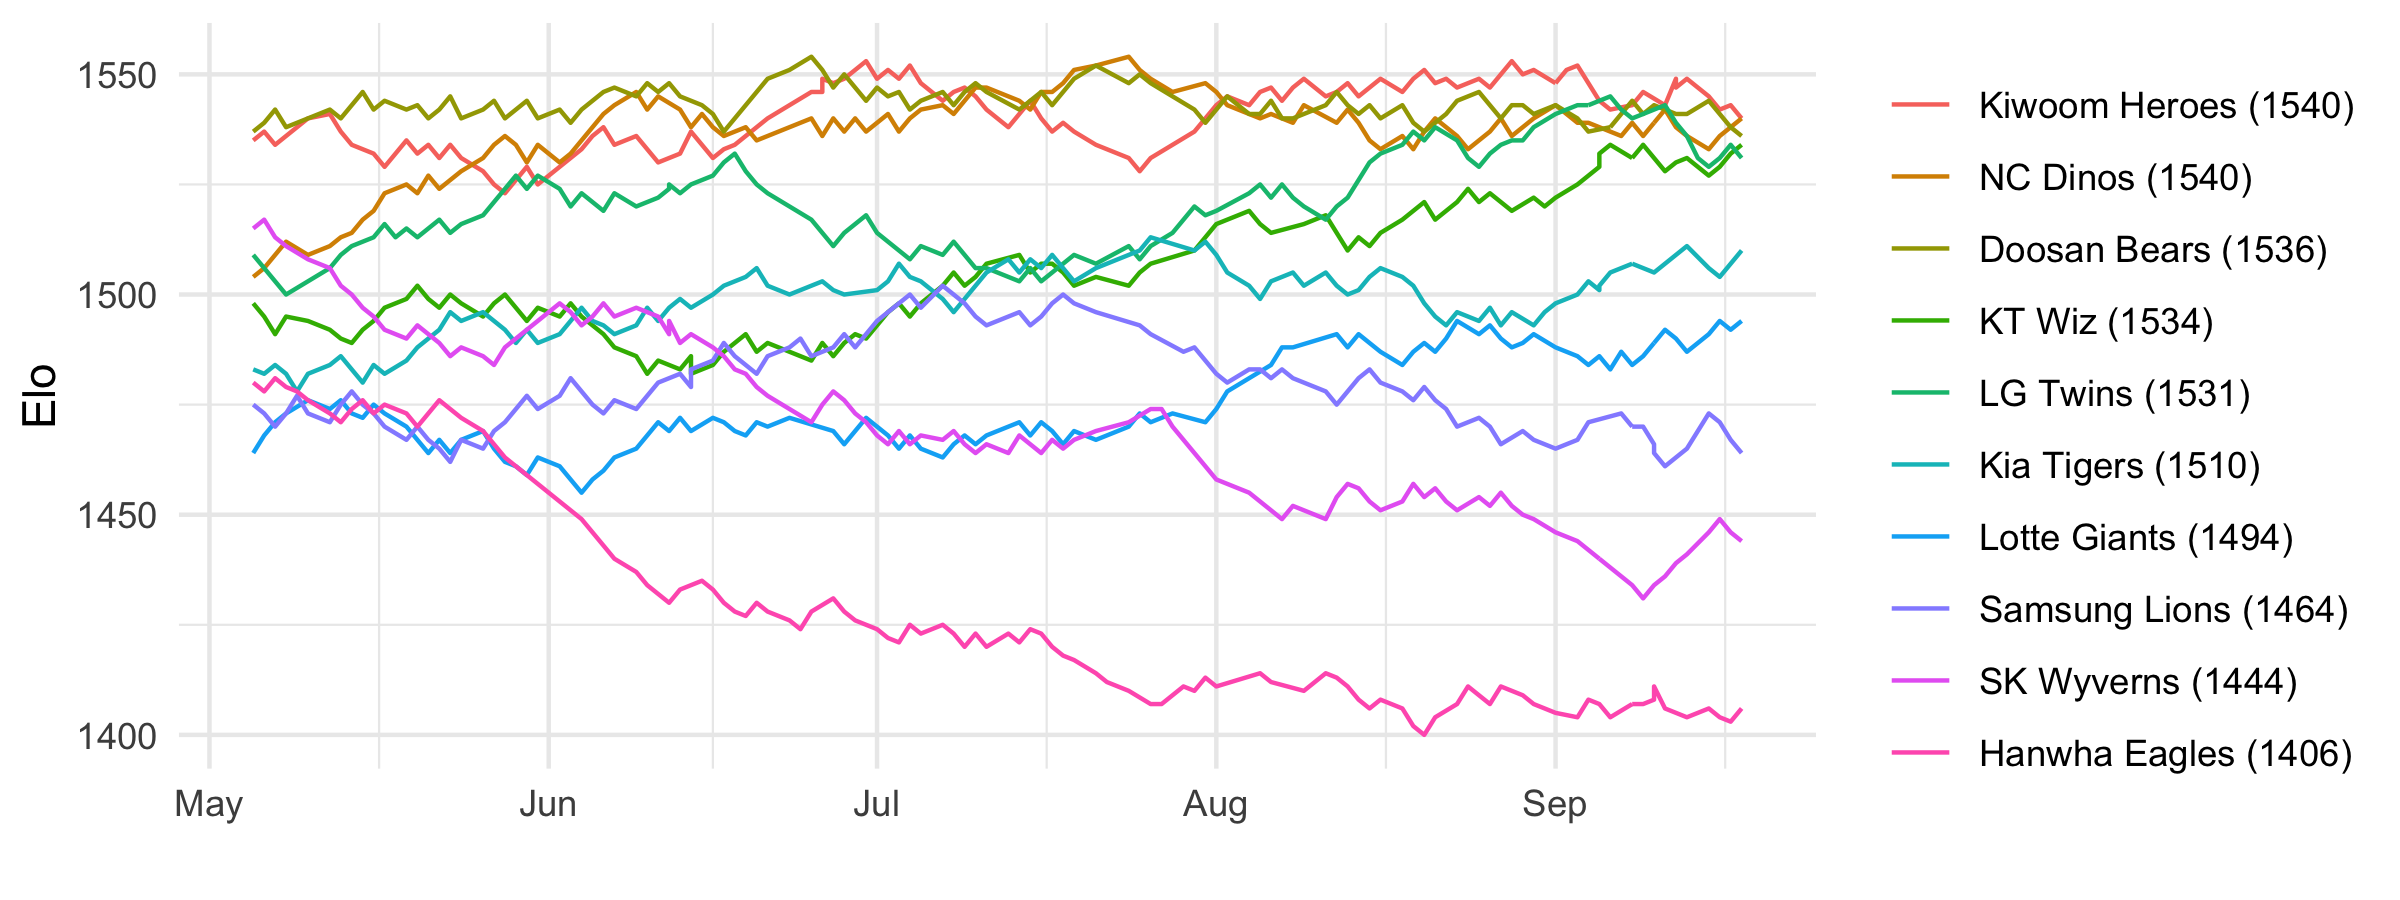 Elo
1550
1500
1450
1400
May
Jun
Jul
Aug
Sep
Kiwoom Heroes (1540)
NC Dinos (1540)
Doosan Bears (1536)
KT Wiz (1534)
LG Twins (1531)
Kia Tigers (1510)
Lotte Giants (1494)
Samsung Lions (1464)
SK Wyverns (1444)
Hanwha Eagles (1406)